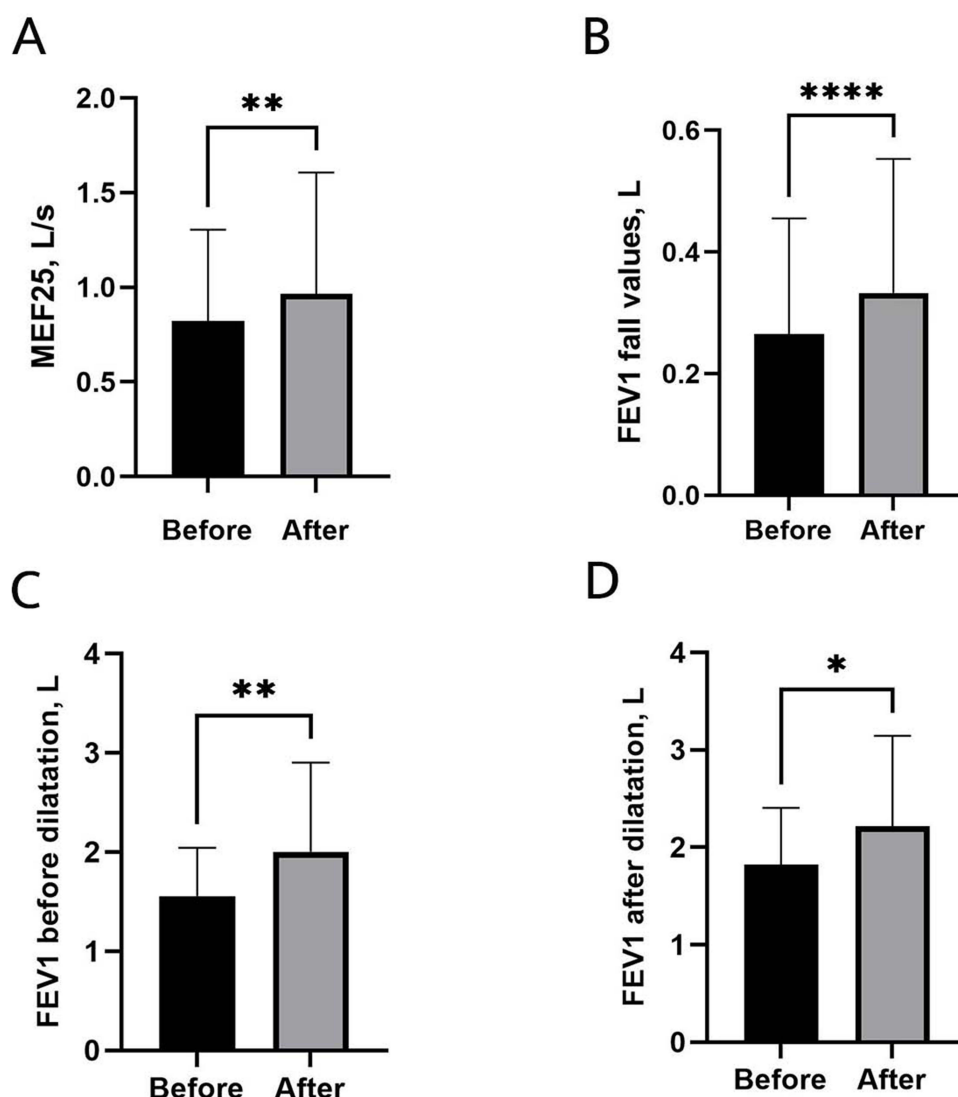 A
MEF25, L/s
2.0
1.5
1.0
0.5
0.0
**
Before After
B
FEV1 fall values, L
0.6
0.4
0.2
0.0
****
Before After
C
FEV1 before dilatation, L
4
3
2
1
0
**
Before After
D
FEV1 after dilatation, L
4
3
2
1
0
*
Before After